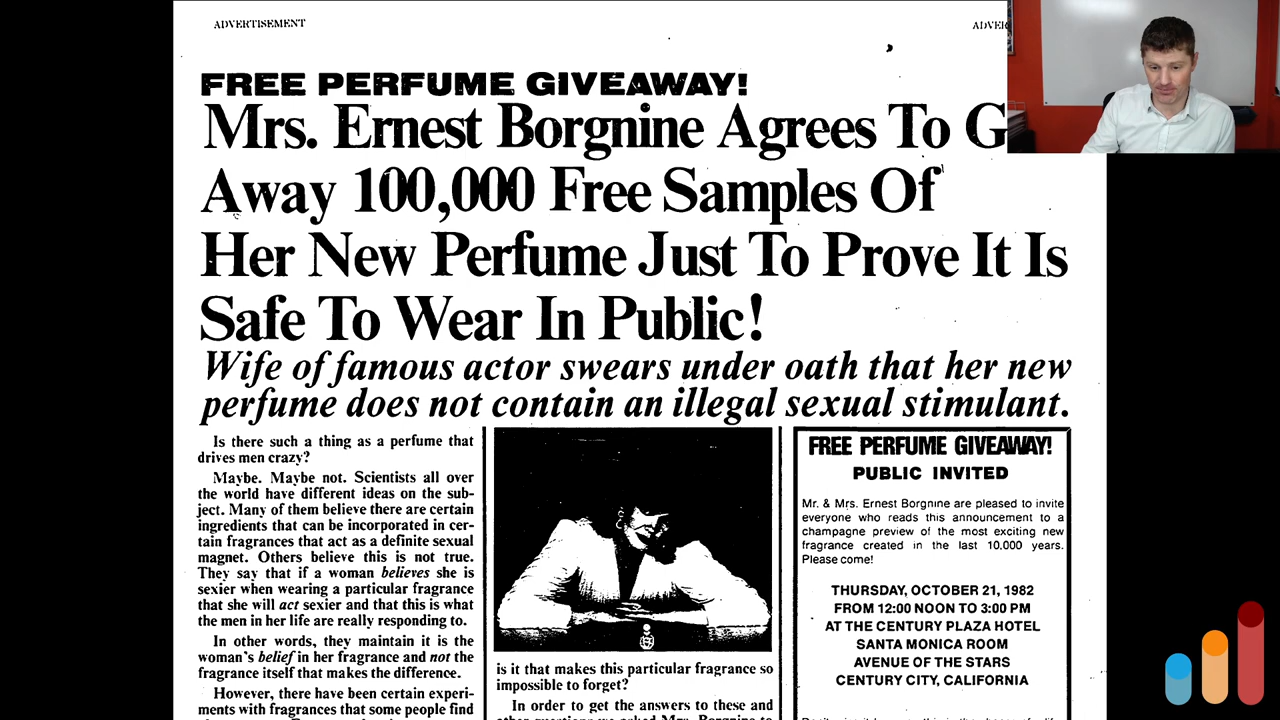 ADVERTISEMENT
FREE PERFUME GIVEAWAY!
Mrs. Ernest Borgnine Agrees To
Away 100,000 Free Samples Of
Her New Perfume Just To Prove It Is
Safe To Wear In Public!
Wife of famous actor swears under oath that her new
perfume does not contain an illegal sexual stimulant.
Is there such a thing as a perfume that
drives men crazy?
Maybe. Maybe not. Scientists all over
the world have different ideas on the sub-
ject. Many of them believe there are certain
ingredients that can be incorporated in cer-
tain fragrances that act as a definite sexual
magnet. Others believe this is not true.
They say that if a woman believes she is
sexier when wearing a particular fragrance
that she will act sexier and that this is what
the men in her life are really responding to.
In other words, they maintain it is the
woman's belief in her fragrance and not the
fragrance itself that makes the difference.
However, there have been certain experi-
ments with fragrances that some people find
is it that makes this particular fragrance so
impossible to forget?
In order to get the answers to these and
other questions we asked Mrs. Borgnine to
FREE PERFUME GIVEAWAY!
PUBLIC INVITED
Mr. & Mrs. Ernest Borgnine are pleased to invite
everyone who reads this announcement to a
champagne preview of the most exciting new
fragrance created in the last 10,000 years.
Please come!
THURSDAY, OCTOBER 21, 1982
FROM 12:00 NOON TO 3:00 PM
AT THE CENTURY PLAZA HOTEL
SANTA MONICA ROOM
AVENUE OF THE STARS
CENTURY CITY, CALIFORNIA